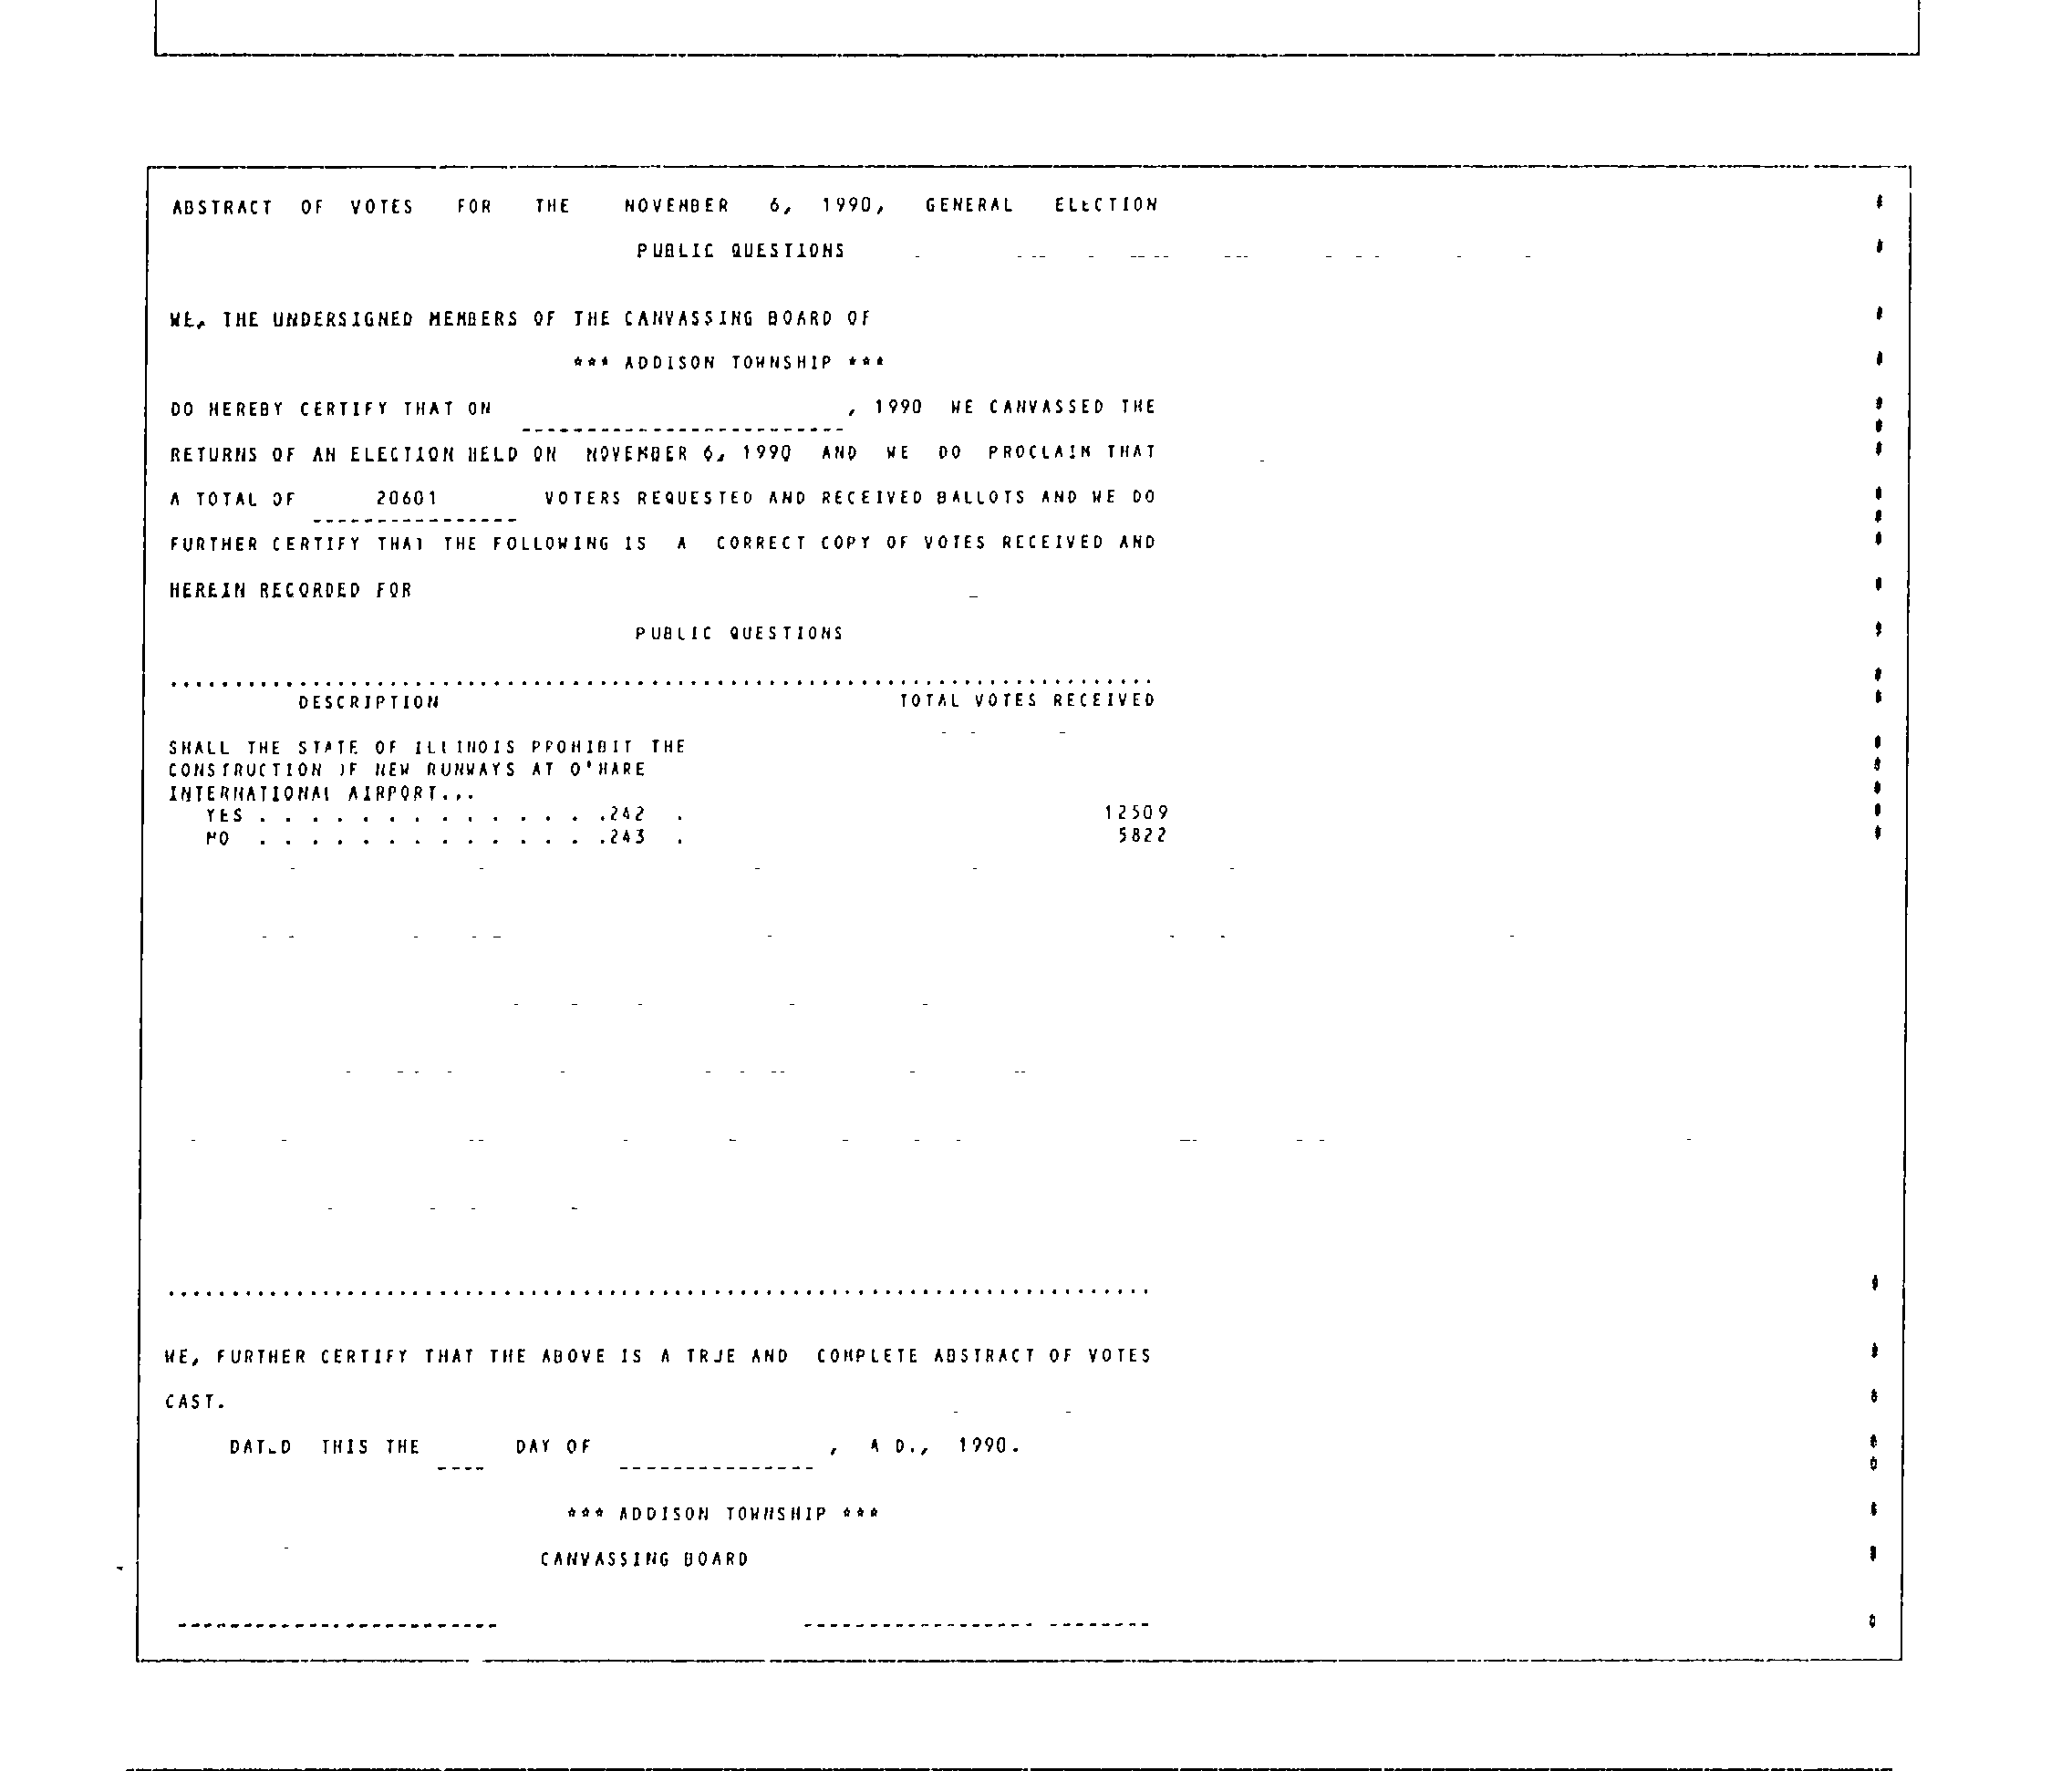 ABSTRACT OF VOTES FOR THE NOVEMBER 6, 1990, GENERAL ELECTION
PUBLIC QUESTIONS
WE, THE UNDERSIGNED MEMBERS OF THE CANVASSING BOARD OF
*** ADDISON TOWNSHIP ***
DO HEREBY CERTIFY THAT ON , 1990 WE CANVASSED THE
RETURNS OF AN ELECTION HELD ON NOVEMBER 6, 1990 AND WE DO PROCLAIM THAT
A TOTAL OF 20601 VOTERS REQUESTED AND RECEIVED BALLOTS AND WE DO
FURTHER CERTIFY THAT THE FOLLOWING IS A CORRECT COPY OF VOTES RECEIVED AND
HEREIN RECORDED FOR
PUBLIC QUESTIONS
DESCRIPTION TOTAL VOTES RECEIVED
SHALL THE STATE OF ILLINOIS PROHIBIT THE
CONSTRUCTION OF NEW RUNWAYS AT O'HARE
INTERNATIONAL AIRPORT...
YES . . . . . . . . . . . . . .242 . 12509
NO . . . . . . . . . . . . . .243 . 5822
WE, FURTHER CERTIFY THAT THE ABOVE IS A TRUE AND COMPLETE ABSTRACT OF VOTES
CAST.
DATED THIS THE ____ DAY OF ______________ , A D., 1990.
*** ADDISON TOWNSHIP ***
CANVASSING BOARD